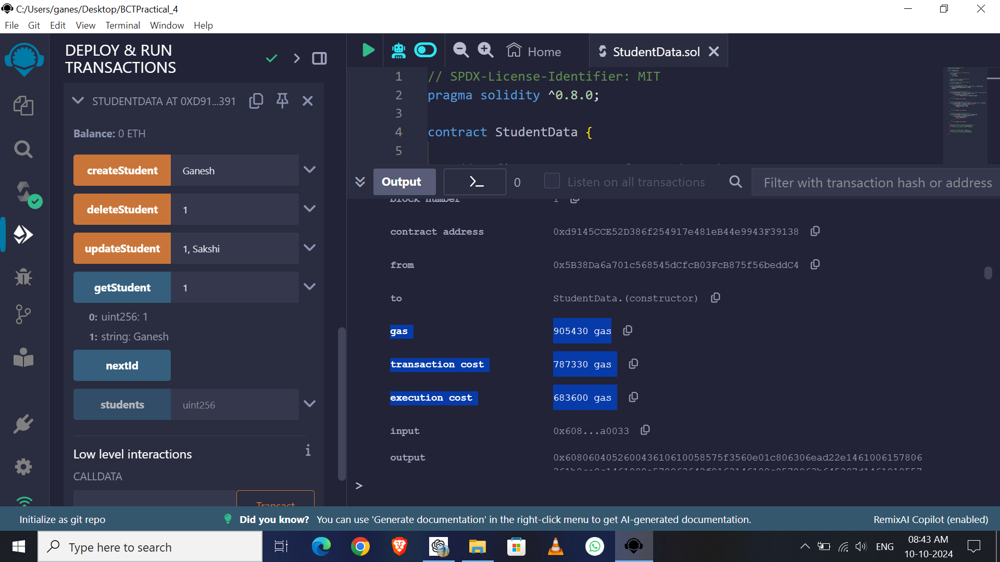 C:/Users/ganes/Desktop/BCTPractical_4
File Git Edit View Terminal Window Help
DEPLOY & RUN
TRANSACTIONS
STUDENTDATA AT 0XD91...391
Balance: 0 ETH
createStudent Ganesh
deleteStudent 1
updateStudent 1, Sakshi
getStudent 1
0: uint256: 1
1: string: Ganesh
nextId
students uint256
Low level interactions
i
CALLDATA
Transact
Home
StudentData.sol
1 // SPDX-License-Identifier: MIT
2 pragma solidity ^0.8.0;
3
4 contract StudentData {
5
Output >_ 0 Listen on all transactions Filter with transaction hash or address
block number 1
contract address 0xd9145CCE52D386f254917e481eB44e9943F39138
from 0x5B38Da6a701c568545dCfcB03FcB875f56beddC4
to StudentData.(constructor)
gas 905430 gas
transaction cost 787330 gas
execution cost 683600 gas
input 0x608...a0033
output 0x608060405260043610610058575f3560e01c806306ead22e1461006157806
>
Initialize as git repo
Did you know? You can use 'Generate documentation' in the right-click menu to get AI-generated documentation.
RemixAI Copilot (enabled)
Type here to search
ENG
08:43 AM
10-10-2024